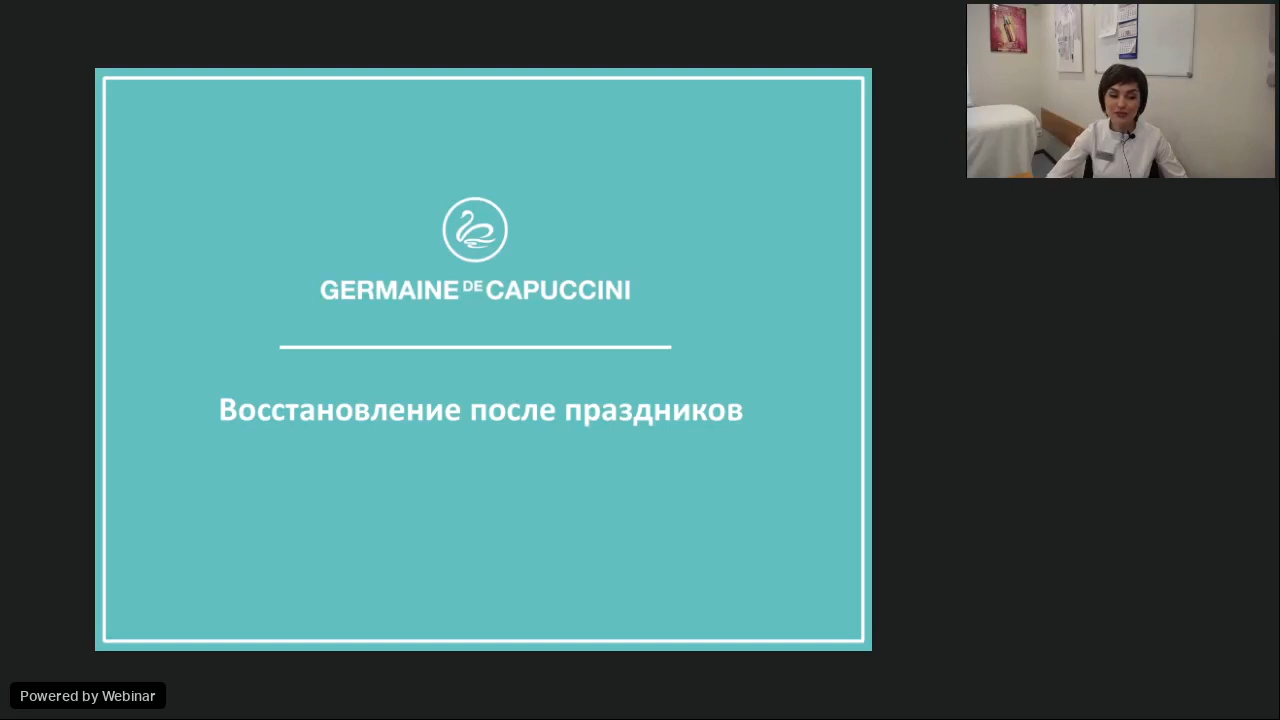 GERMAINE DE CAPUCCINI
Восстановление после праздников
Powered by Webinar